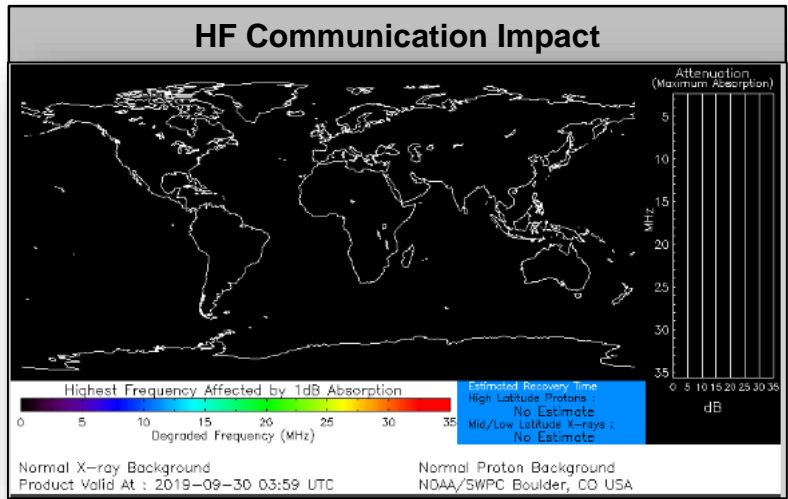 HF Communication Impact
Attenuation
(Maximum Absorption)
5
10
15
20
25
30
35
MHz
0 5 10 15 20 25 30 35
dB
Highest Frequency Affected by 1dB Absorption
0 5 10 15 20 25 30 35
Degraded Frequency (MHz)
Estimated Recovery Time
High Latitude Protons :
No Estimate
Mid/Low Latitude X-rays :
No Estimate
Normal X-ray Background
Product Valid At : 2019-09-30 03:59 UTC
Normal Proton Background
NOAA/SWPC Boulder, CO USA